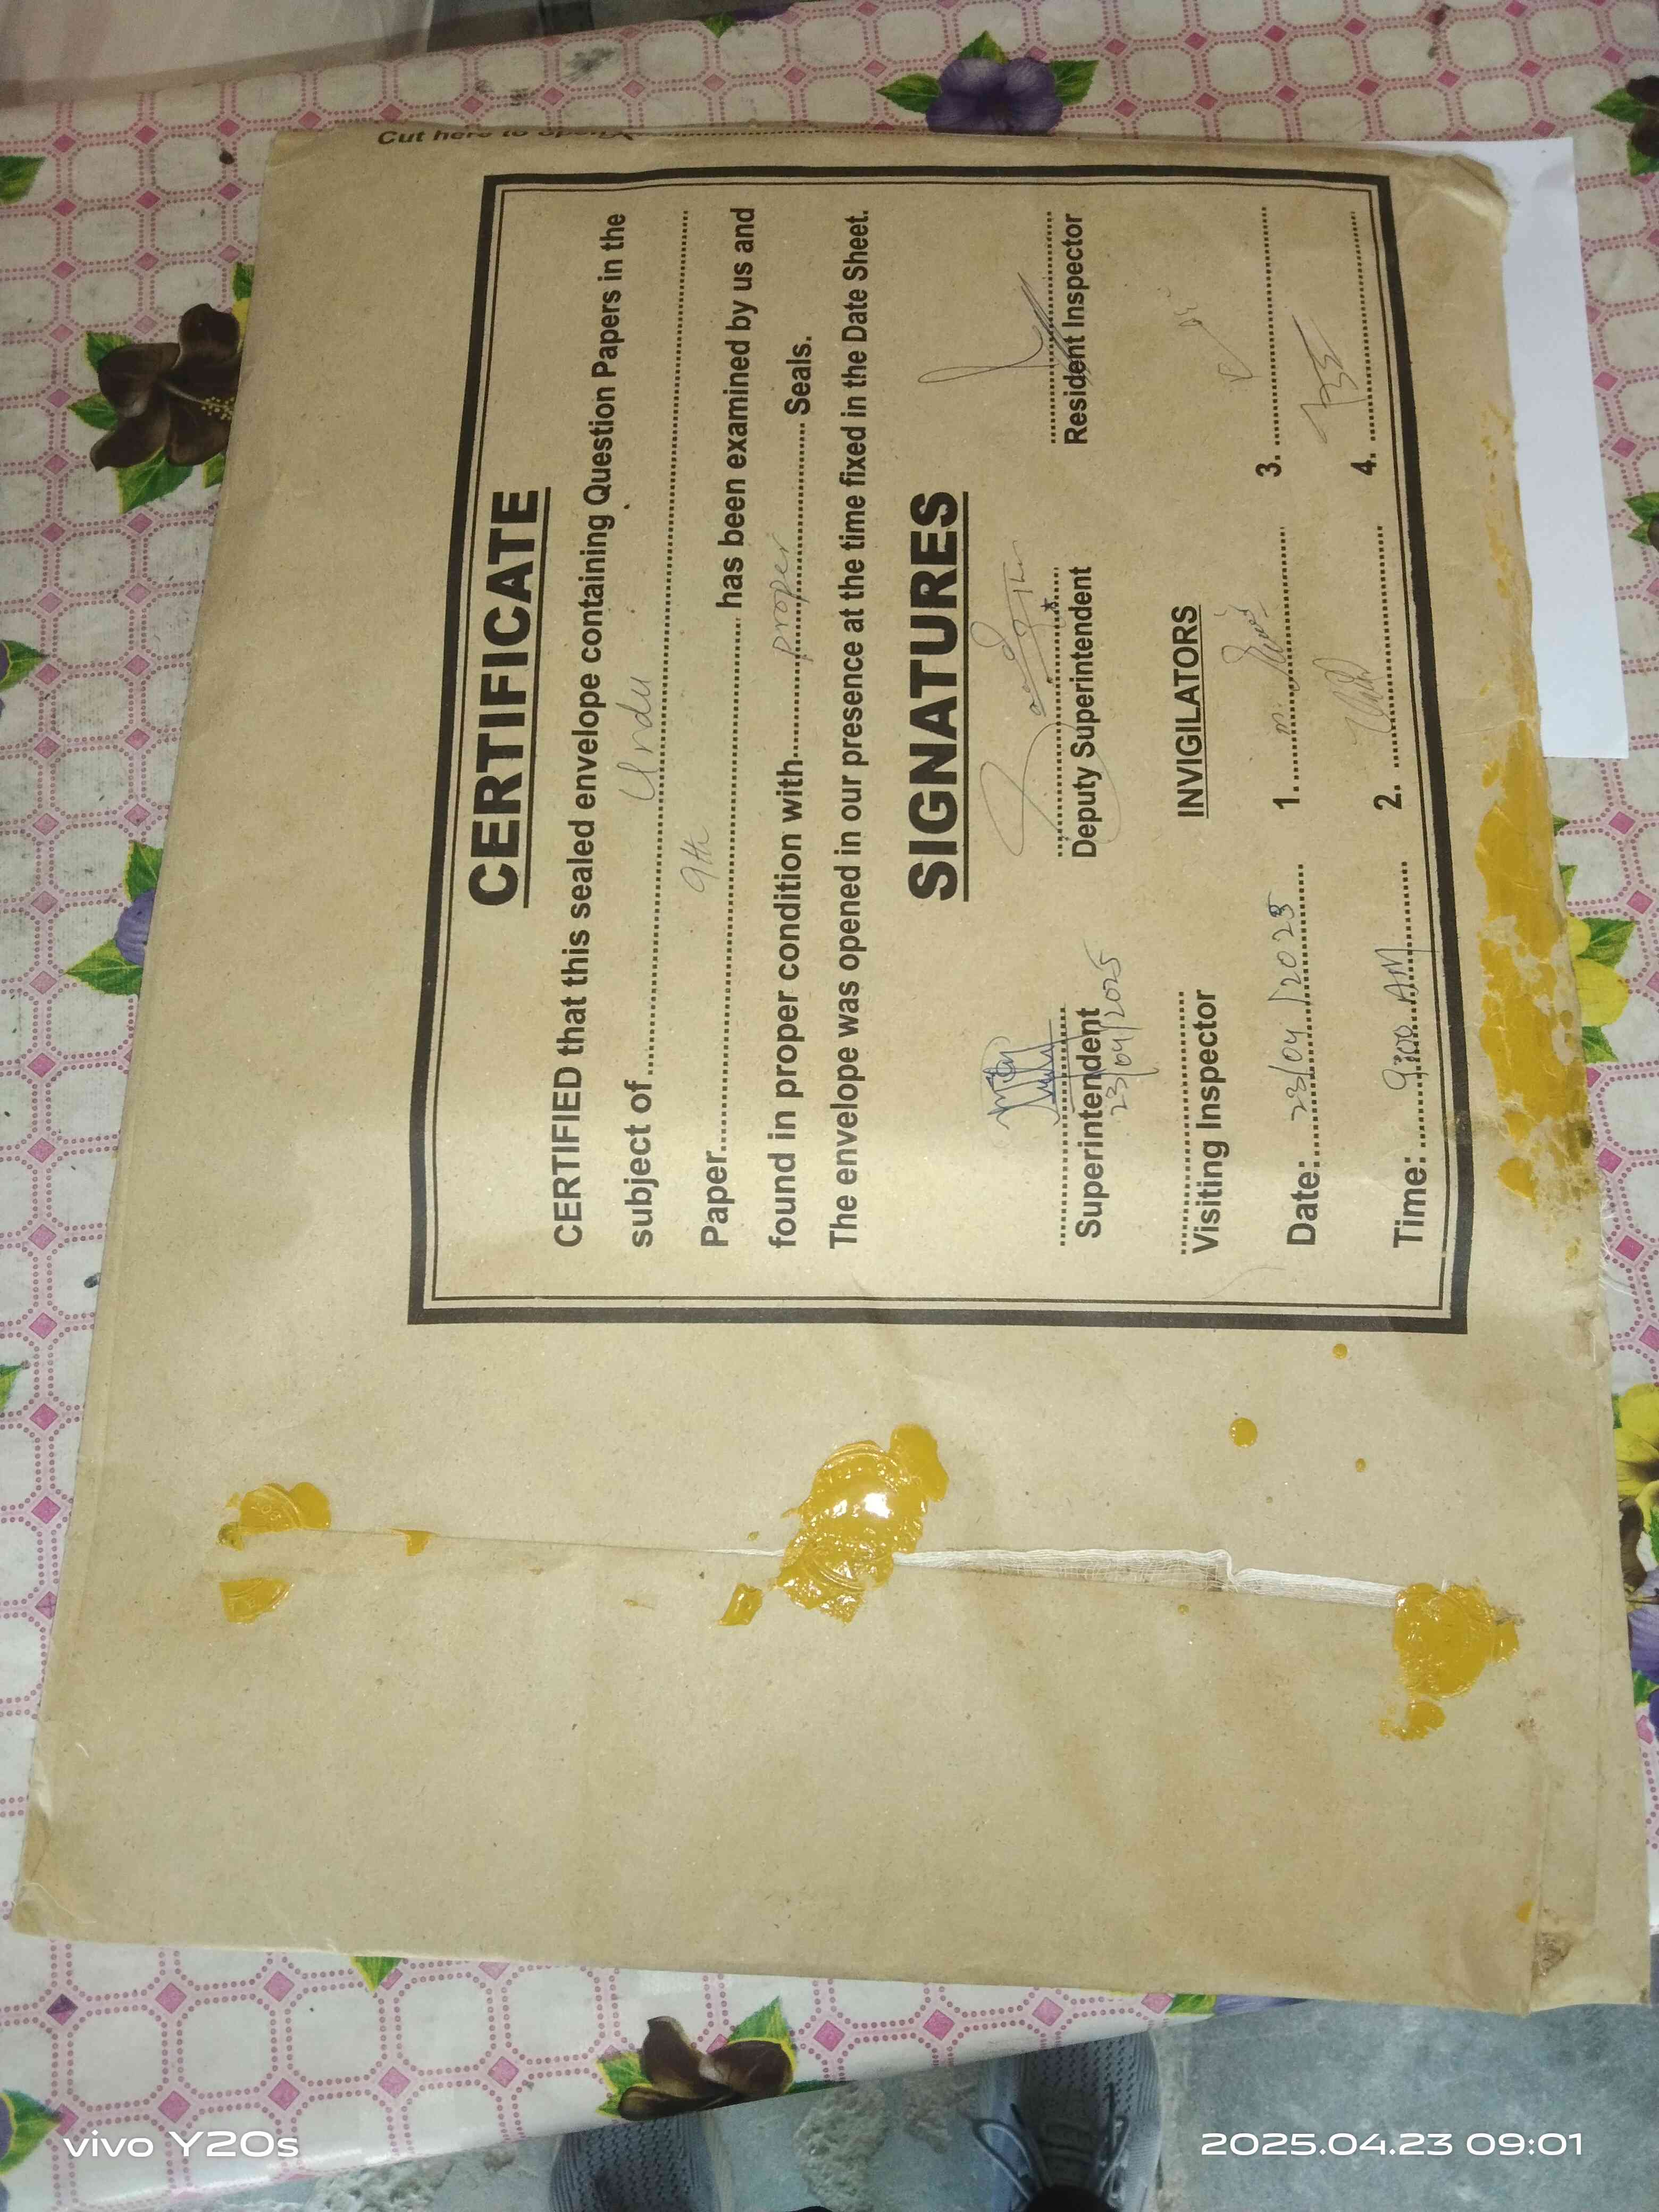 Cut here to open
CERTIFICATE
CERTIFIED that this sealed envelope containing Question Papers in the
subject of.......... Urdu ..........
Paper.......... 9th .......... has been examined by us and
found in proper condition with.......... proper .......... Seals.
The envelope was opened in our presence at the time fixed in the Date Sheet.
SIGNATURES
Superintendent Deputy Superintendent Resident Inspector
23/04/2025
Visiting Inspector INVIGILATORS
Date:.... 23/04/2025 .... 1. .......... 3. ..........
Time:.... 9:00 AM .... 2. .......... 4. ..........
vivo Y20s
2025.04.23 09:01